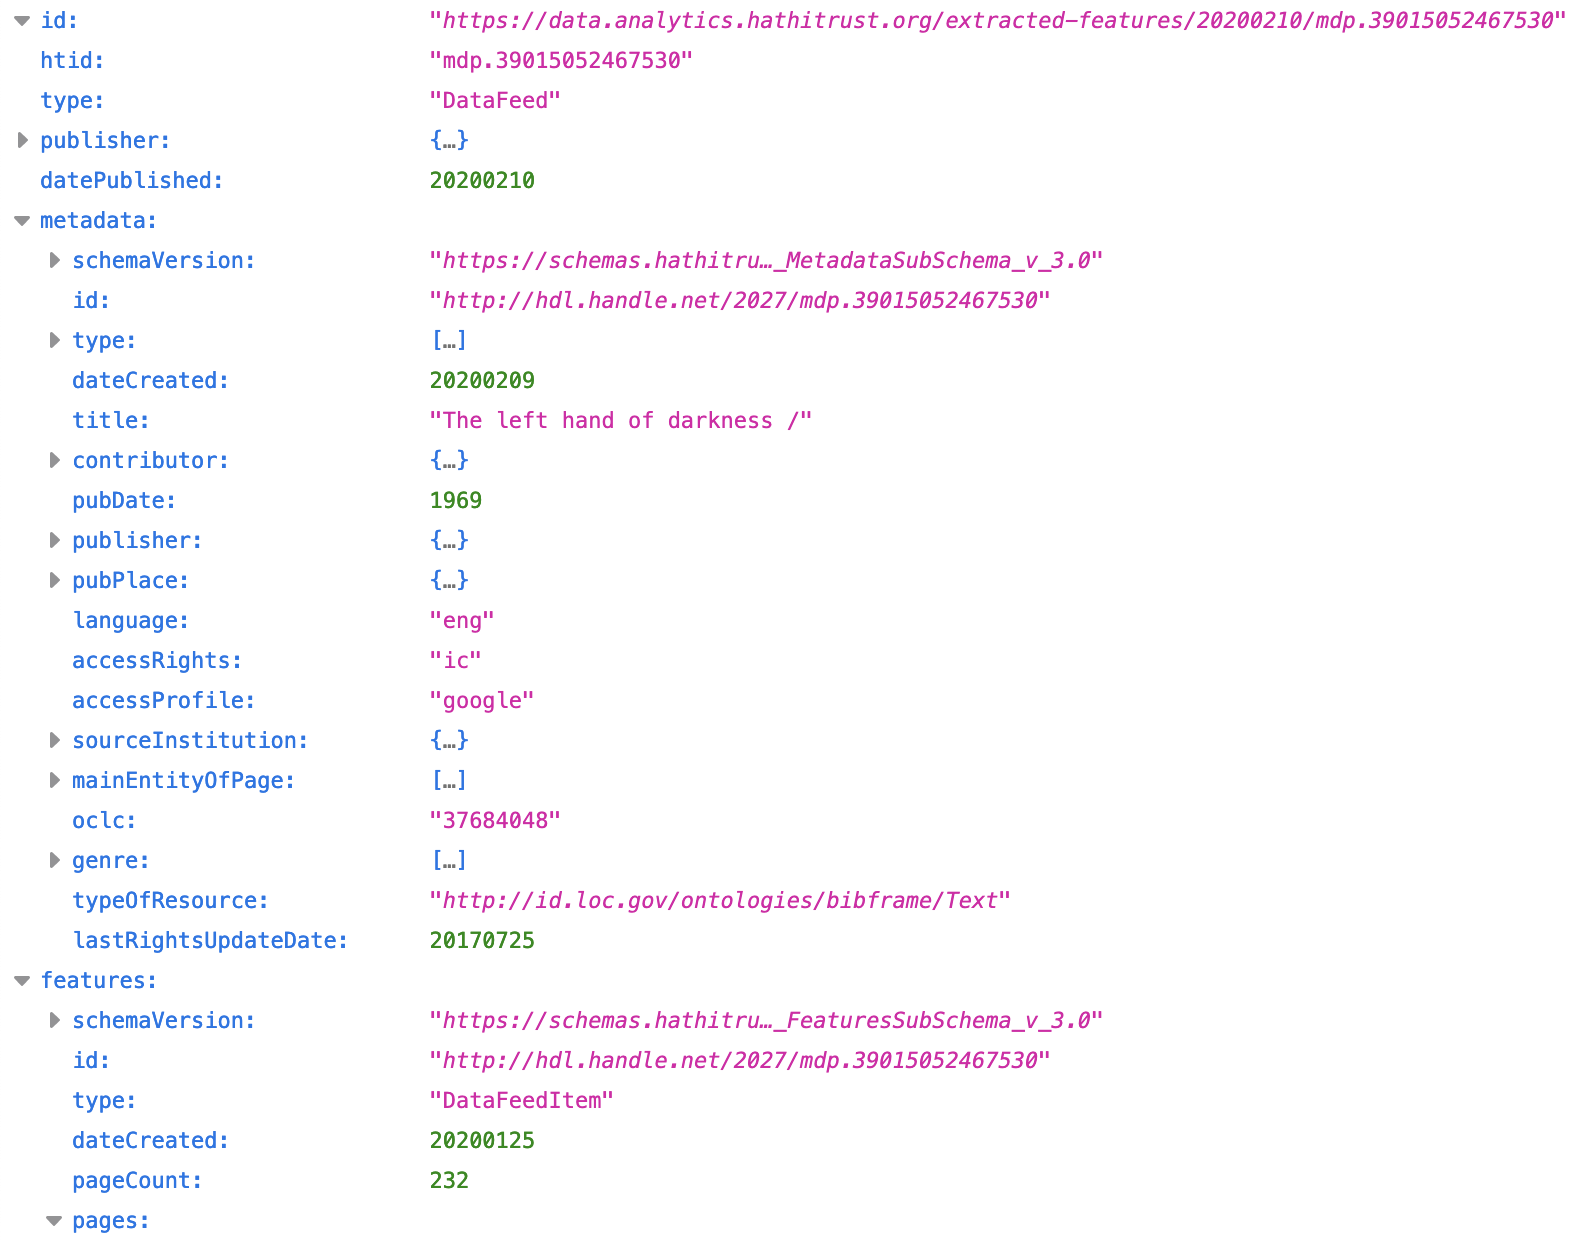 id: "https://data.analytics.hathitrust.org/extracted-features/20200210/mdp.39015052467530"
htid: "mdp.39015052467530"
type: "DataFeed"
publisher: {…}
datePublished: 20200210
metadata:
schemaVersion: "https://schemas.hathitru…_MetadataSubSchema_v_3.0"
id: "http://hdl.handle.net/2027/mdp.39015052467530"
type: […]
dateCreated: 20200209
title: "The left hand of darkness /"
contributor: {…}
pubDate: 1969
publisher: {…}
pubPlace: {…}
language: "eng"
accessRights: "ic"
accessProfile: "google"
sourceInstitution: {…}
mainEntityOfPage: […]
oclc: "37684048"
genre: […]
typeOfResource: "http://id.loc.gov/ontologies/bibframe/Text"
lastRightsUpdateDate: 20170725
features:
schemaVersion: "https://schemas.hathitru…_FeaturesSubSchema_v_3.0"
id: "http://hdl.handle.net/2027/mdp.39015052467530"
type: "DataFeedItem"
dateCreated: 20200125
pageCount: 232
pages: